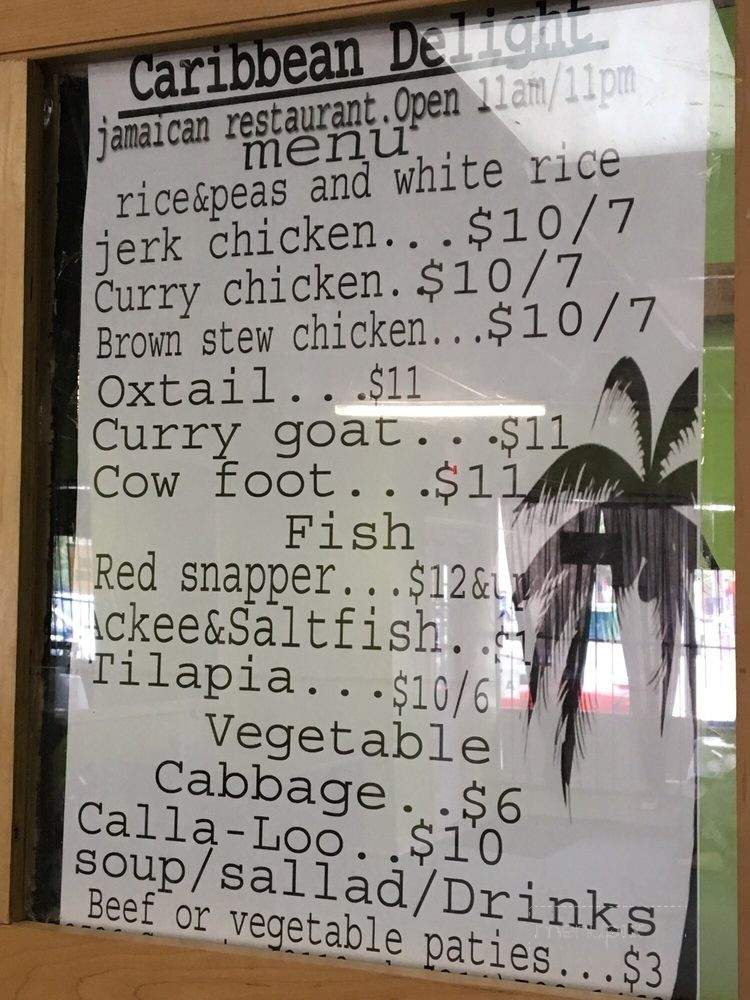 Caribbean Delight
jamaican restaurant.Open 11am/11pm
menu
rice&peas and white rice
jerk chicken...$10/7
Curry chicken.$10/7
Brown stew chicken...$10/7
Oxtail...$11
Curry goat...$11
Cow foot...$11
Fish
Red snapper...$12&up
Ackee&Saltfish..
Tilapia...$10/6
Vegetable
Cabbage..$6
Calla-Loo..$10
soup/sallad/Drinks
Beef or vegetable paties...$3